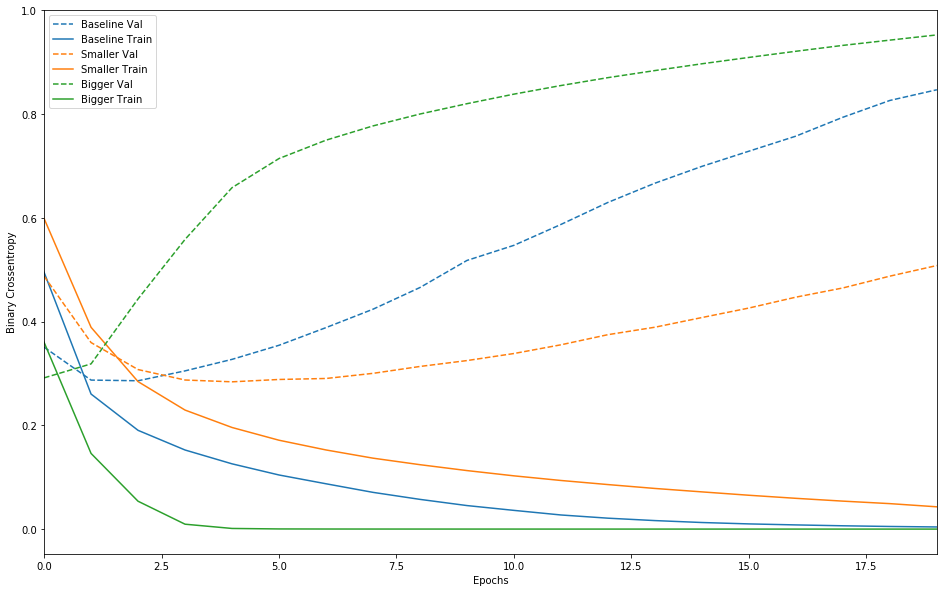 Baseline Val
Baseline Train
Smaller Val
Smaller Train
Bigger Val
Bigger Train
1.0
0.8
0.6
0.4
0.2
0.0
Binary Crossentropy
0.0 2.5 5.0 7.5 10.0 12.5 15.0 17.5
Epochs